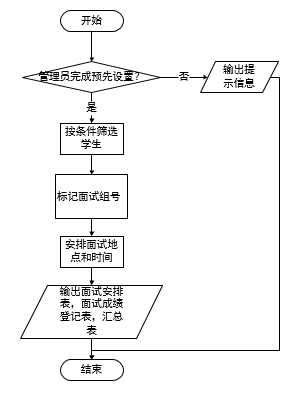 开始
管理员完成预先设置?
否
输出提
示信息
是
按条件筛选
学生
标记面试组号
安排面试地
点和时间
输出面试安排
表，面试成绩
登记表，汇总
表
结束